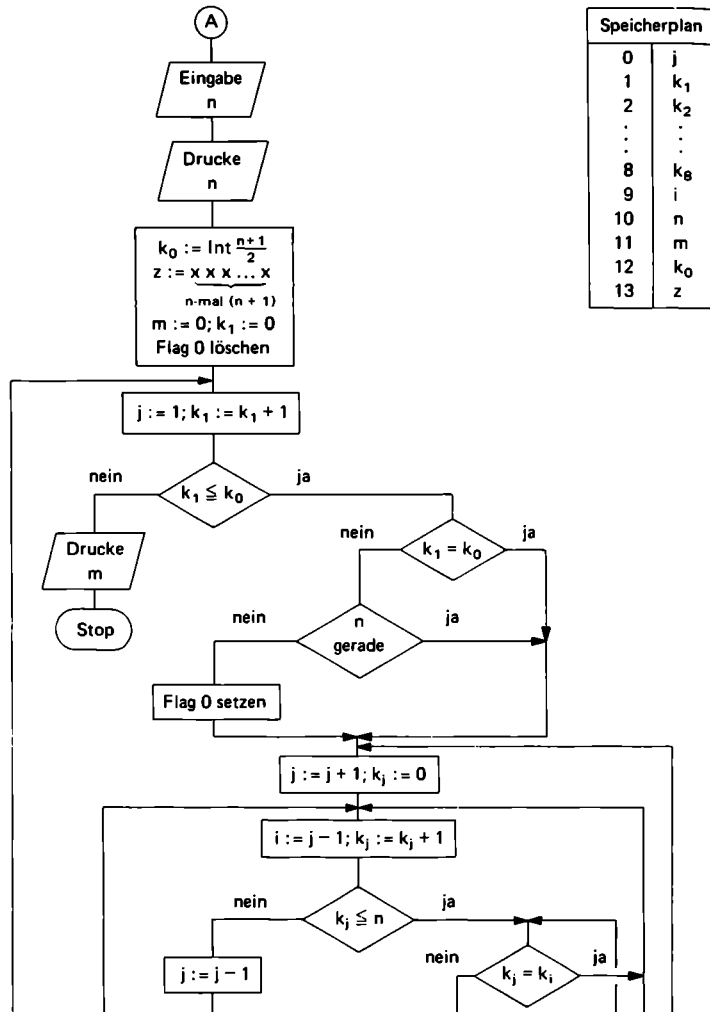 A
Eingabe
n
Drucke
n
k₀ := Int (n+1)/2
z := x x x ... x
n-mal (n + 1)
m := 0; k₁ := 0
Flag 0 löschen
j := 1; k₁ := k₁ + 1
nein
k₁ ≦ k₀
ja
Drucke
m
Stop
nein
k₁ = k₀
ja
nein
n
gerade
ja
Flag 0 setzen
j := j + 1; kⱼ := 0
i := j − 1; kⱼ := kⱼ + 1
nein
kⱼ ≦ n
ja
j := j − 1
nein
kⱼ = kᵢ
ja
Speicherplan
0 j
1 k₁
2 k₂
. .
. .
. .
8 k₈
9 i
10 n
11 m
12 k₀
13 z